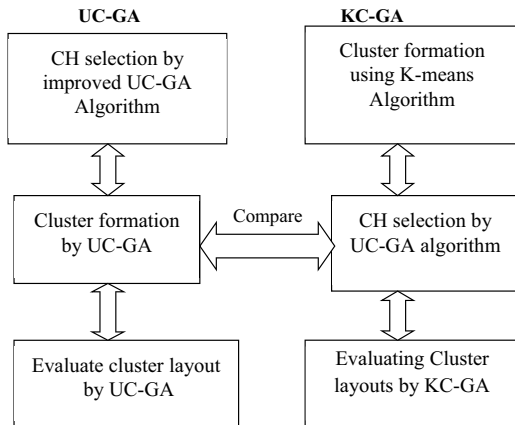 UC-GA
CH selection by
improved UC-GA
Algorithm
Cluster formation
by UC-GA
Evaluate cluster layout
by UC-GA
Compare
KC-GA
Cluster formation
using K-means
Algorithm
CH selection by
UC-GA algorithm
Evaluating Cluster
layouts by KC-GA